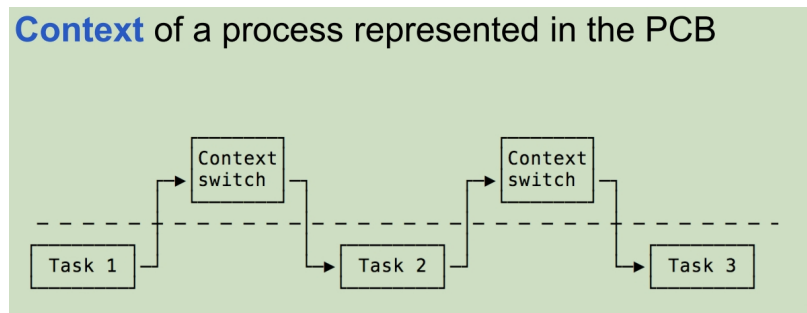 Context of a process represented in the PCB
Context
switch
Context
switch
Task 1
Task 2
Task 3